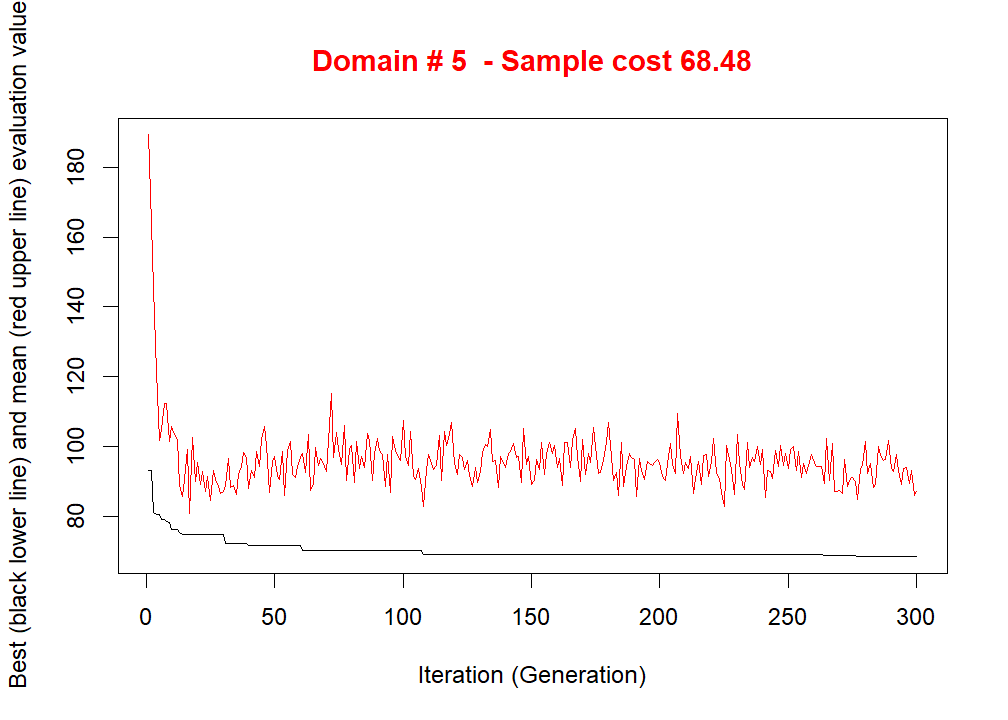 Domain # 5  - Sample cost 68.48
Best (black lower line) and mean (red upper line) evaluation value
180
160
140
120
100
80
0 50 100 150 200 250 300
Iteration (Generation)